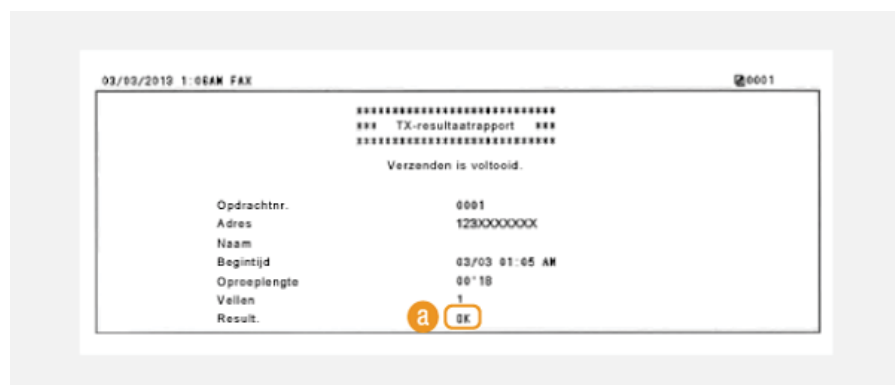 03/03/2013 1:06AM FAX 0001
****************************
*** TX-resultaatrapport ***
****************************
Verzenden is voltooid.
Opdrachtnr. 0001
Adres 123XXXXXXXX
Naam
Begintijd 03/03 01:05 AM
Oproeplengte 00'18
Vellen 1
Result. a OK